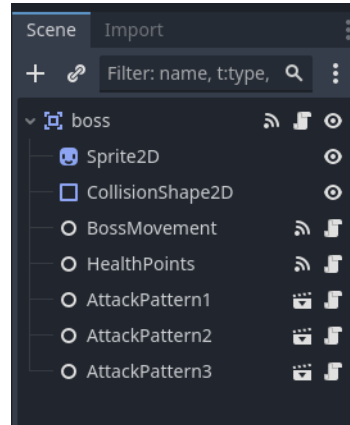 Scene Import
Filter: name, t:type,
boss
Sprite2D
CollisionShape2D
BossMovement
HealthPoints
AttackPattern1
AttackPattern2
AttackPattern3